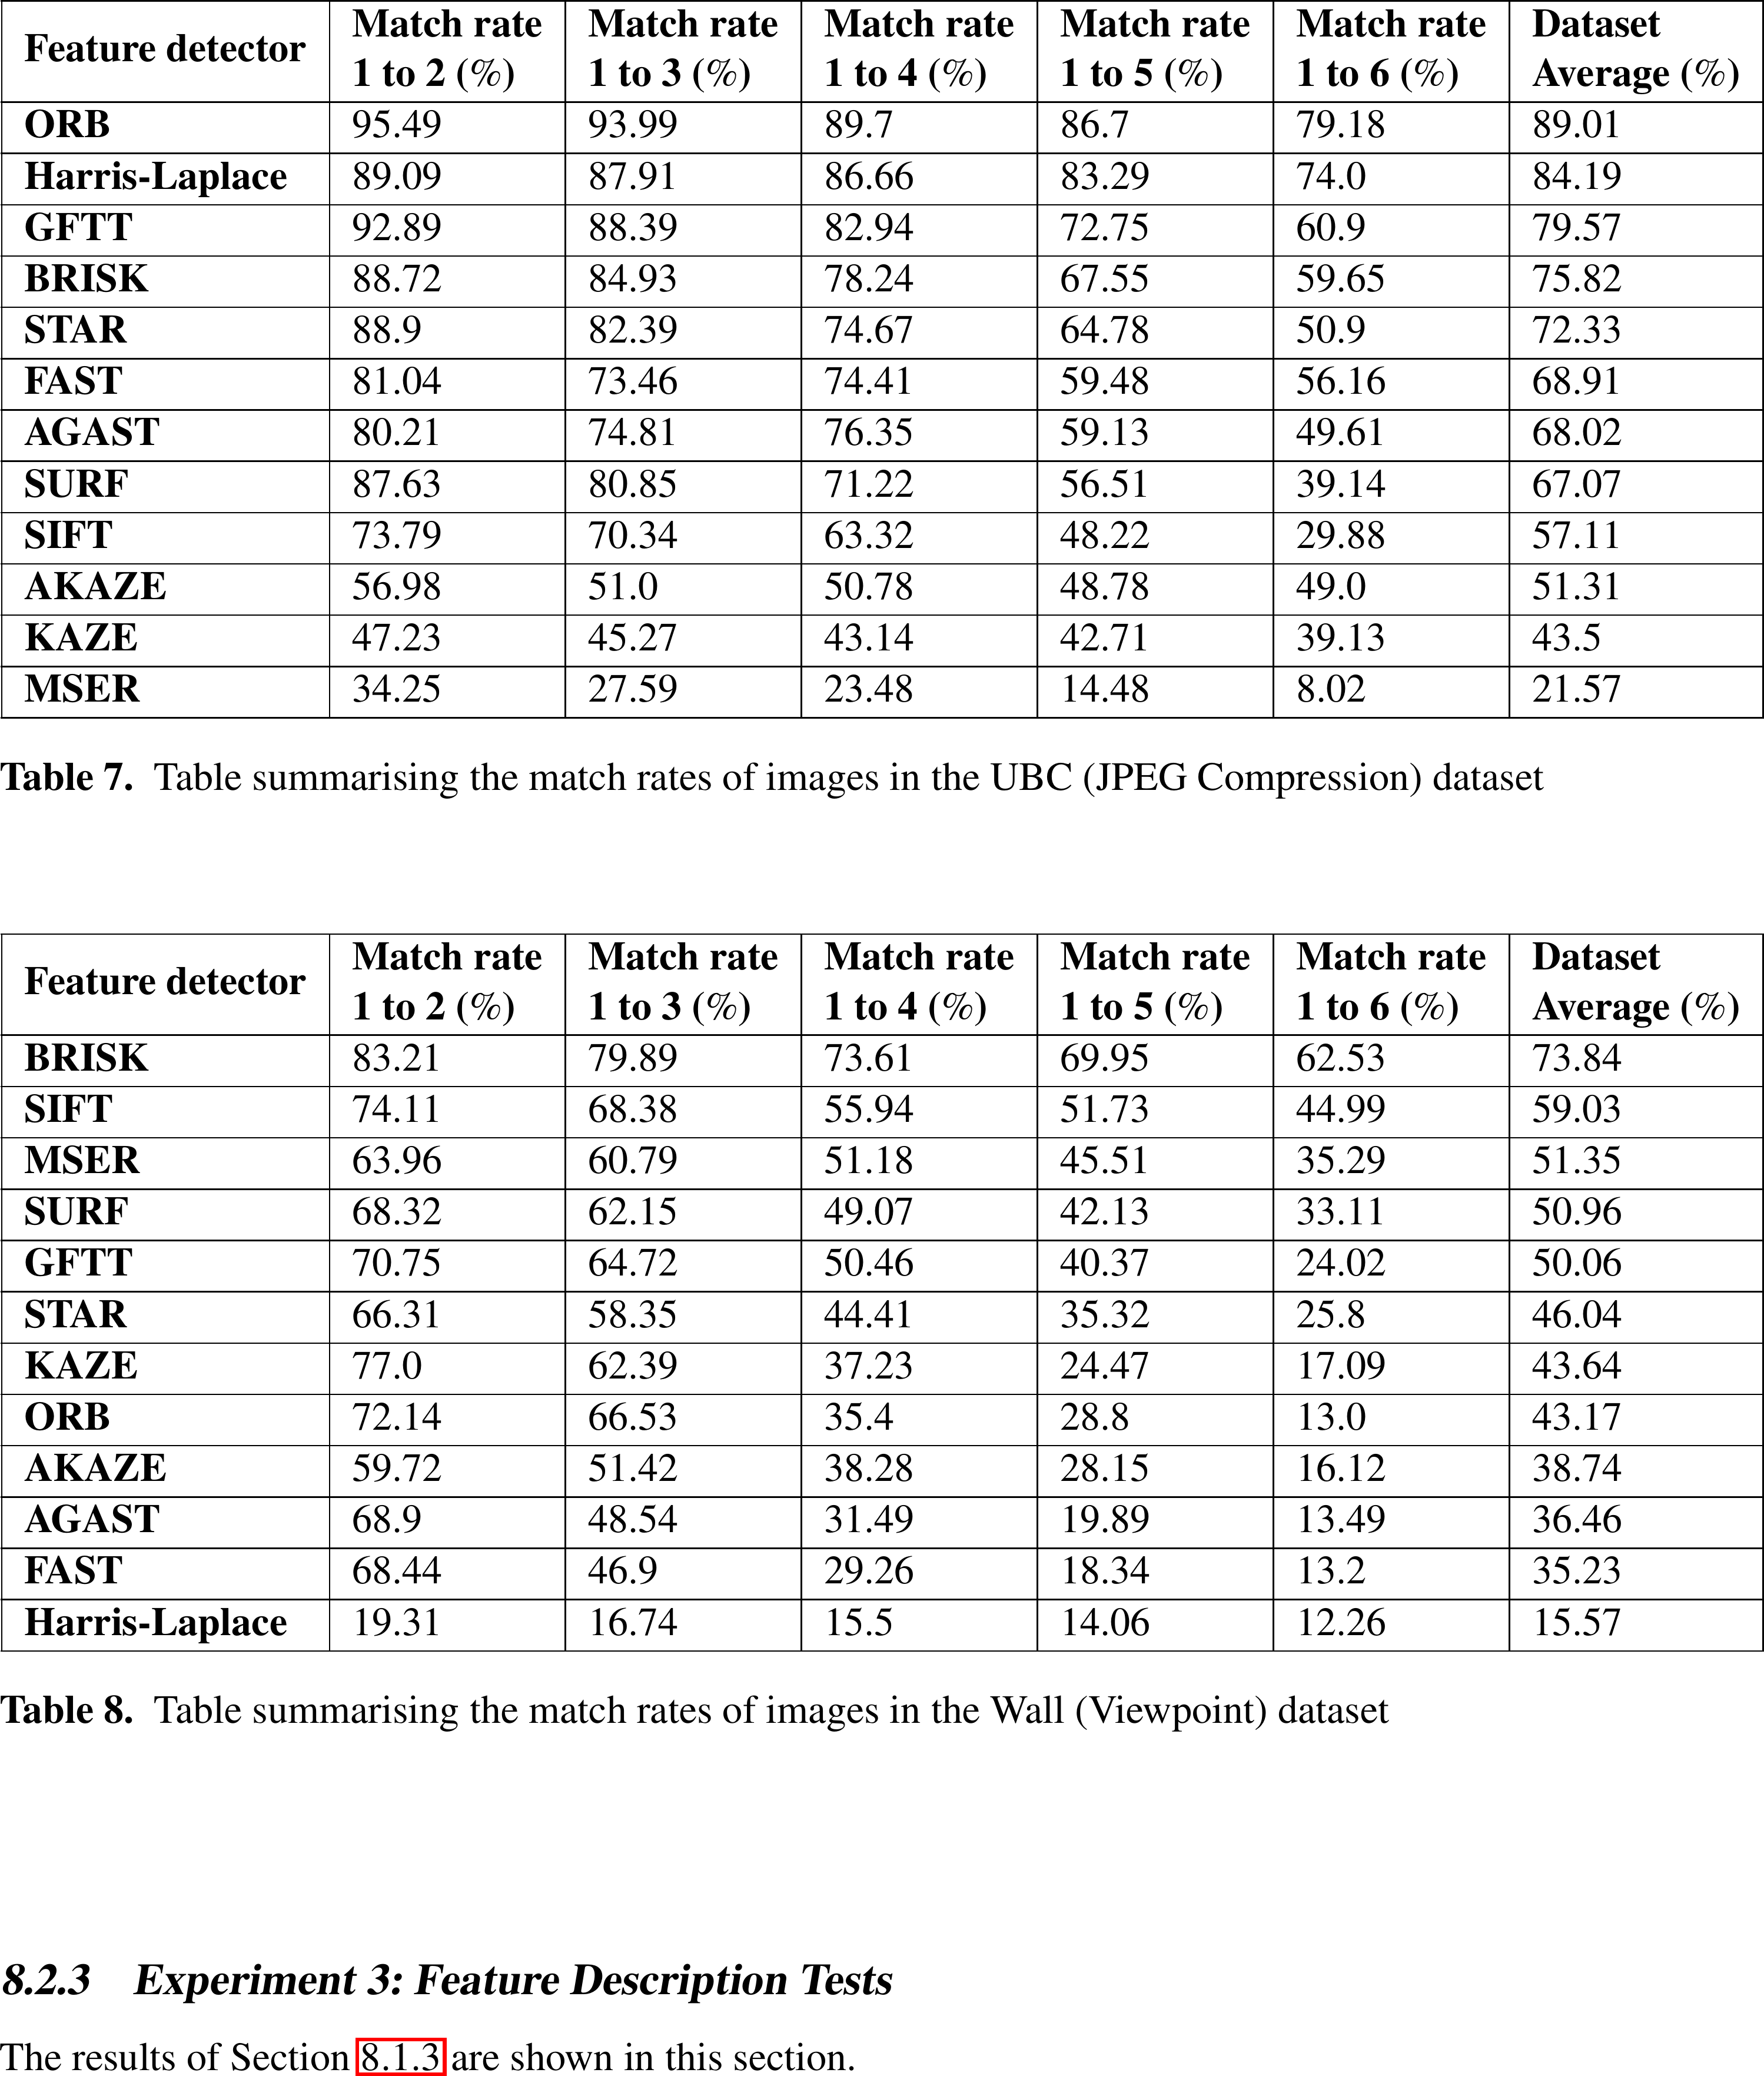 Feature detector | Match rate 1 to 2 (%) | Match rate 1 to 3 (%) | Match rate 1 to 4 (%) | Match rate 1 to 5 (%) | Match rate 1 to 6 (%) | Dataset Average (%)
ORB | 95.49 | 93.99 | 89.7 | 86.7 | 79.18 | 89.01
Harris-Laplace | 89.09 | 87.91 | 86.66 | 83.29 | 74.0 | 84.19
GFTT | 92.89 | 88.39 | 82.94 | 72.75 | 60.9 | 79.57
BRISK | 88.72 | 84.93 | 78.24 | 67.55 | 59.65 | 75.82
STAR | 88.9 | 82.39 | 74.67 | 64.78 | 50.9 | 72.33
FAST | 81.04 | 73.46 | 74.41 | 59.48 | 56.16 | 68.91
AGAST | 80.21 | 74.81 | 76.35 | 59.13 | 49.61 | 68.02
SURF | 87.63 | 80.85 | 71.22 | 56.51 | 39.14 | 67.07
SIFT | 73.79 | 70.34 | 63.32 | 48.22 | 29.88 | 57.11
AKAZE | 56.98 | 51.0 | 50.78 | 48.78 | 49.0 | 51.31
KAZE | 47.23 | 45.27 | 43.14 | 42.71 | 39.13 | 43.5
MSER | 34.25 | 27.59 | 23.48 | 14.48 | 8.02 | 21.57
Table 7. Table summarising the match rates of images in the UBC (JPEG Compression) dataset
Feature detector | Match rate 1 to 2 (%) | Match rate 1 to 3 (%) | Match rate 1 to 4 (%) | Match rate 1 to 5 (%) | Match rate 1 to 6 (%) | Dataset Average (%)
BRISK | 83.21 | 79.89 | 73.61 | 69.95 | 62.53 | 73.84
SIFT | 74.11 | 68.38 | 55.94 | 51.73 | 44.99 | 59.03
MSER | 63.96 | 60.79 | 51.18 | 45.51 | 35.29 | 51.35
SURF | 68.32 | 62.15 | 49.07 | 42.13 | 33.11 | 50.96
GFTT | 70.75 | 64.72 | 50.46 | 40.37 | 24.02 | 50.06
STAR | 66.31 | 58.35 | 44.41 | 35.32 | 25.8 | 46.04
KAZE | 77.0 | 62.39 | 37.23 | 24.47 | 17.09 | 43.64
ORB | 72.14 | 66.53 | 35.4 | 28.8 | 13.0 | 43.17
AKAZE | 59.72 | 51.42 | 38.28 | 28.15 | 16.12 | 38.74
AGAST | 68.9 | 48.54 | 31.49 | 19.89 | 13.49 | 36.46
FAST | 68.44 | 46.9 | 29.26 | 18.34 | 13.2 | 35.23
Harris-Laplace | 19.31 | 16.74 | 15.5 | 14.06 | 12.26 | 15.57
Table 8. Table summarising the match rates of images in the Wall (Viewpoint) dataset
8.2.3 Experiment 3: Feature Description Tests
The results of Section 8.1.3 are shown in this section.